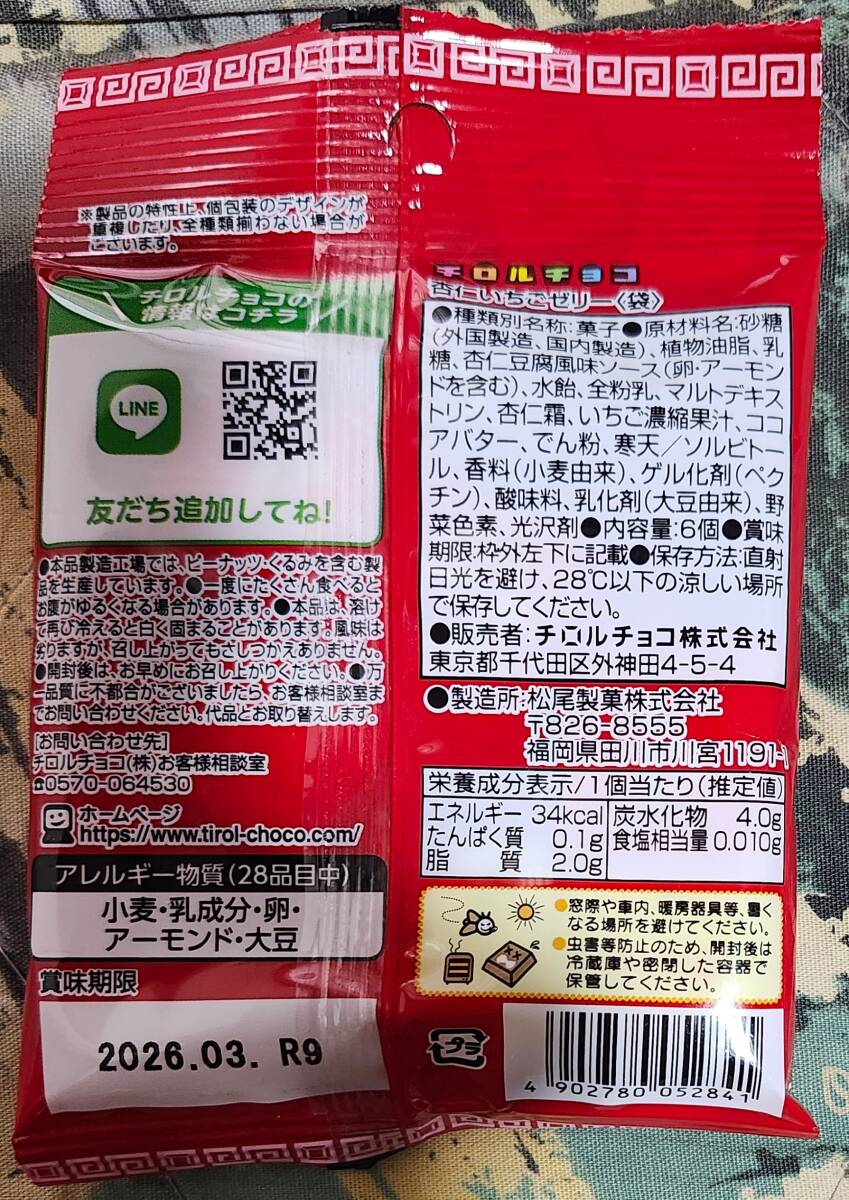 ※製品の特性上、個包装のデザインが
重複したり、全種類揃わない場合が
ございます。
チロルチョコの
情報はコチラ
LINE
友だち追加してね!
●本品製造工場では、ピーナッツ・くるみを含む製
品を生産しています。●一度にたくさん食べると
お腹がゆるくなる場合があります。●本品は、溶け
て再び冷えると白く固まることがあります。風味は
劣りますが、召し上がってもさしつかえありません。
●開封後は、お早めにお召し上がりください。●万
一品質に不都合がございましたら、お客様相談室ま
でお問い合わせください。代品とお取り替えします。
[お問い合わせ先]
チロルチョコ(株)お客様相談室
☎0570-064530
ホームページ
https://www.tirol-choco.com/
アレルギー物質(28品目中)
小麦・乳成分・卵・
アーモンド・大豆
賞味期限
2026.03. R9
チロルチョコ
杏仁いちごゼリー〈袋〉
●種類別名称:菓子●原材料名:砂糖
(外国製造、国内製造)、植物油脂、乳
糖、杏仁豆腐風味ソース(卵・アーモン
ドを含む)、水飴、全粉乳、マルトデキス
トリン、杏仁霜、いちご濃縮果汁、ココ
アバター、でん粉、寒天/ソルビトー
ル、香料(小麦由来)、ゲル化剤(ペク
チン)、酸味料、乳化剤(大豆由来)、野
菜色素、光沢剤●内容量:6個●賞味
期限:枠外左下に記載●保存方法:直射
日光を避け、28℃以下の涼しい場所
で保存してください。
●販売者:チロルチョコ株式会社
東京都千代田区外神田4-5-4
●製造所:松尾製菓株式会社
〒826-8555
福岡県田川市川宮1191-1
栄養成分表示/1個当たり(推定値)
エネルギー 34kcal 炭水化物 4.0g
たんぱく質 0.1g 食塩相当量 0.010g
脂質 2.0g
●窓際や車内、暖房器具等、暑く
なる場所を避けてください。
●虫害等防止のため、開封後は
冷蔵庫や密閉した容器で
保管してください。
プラ
4 902780 052841